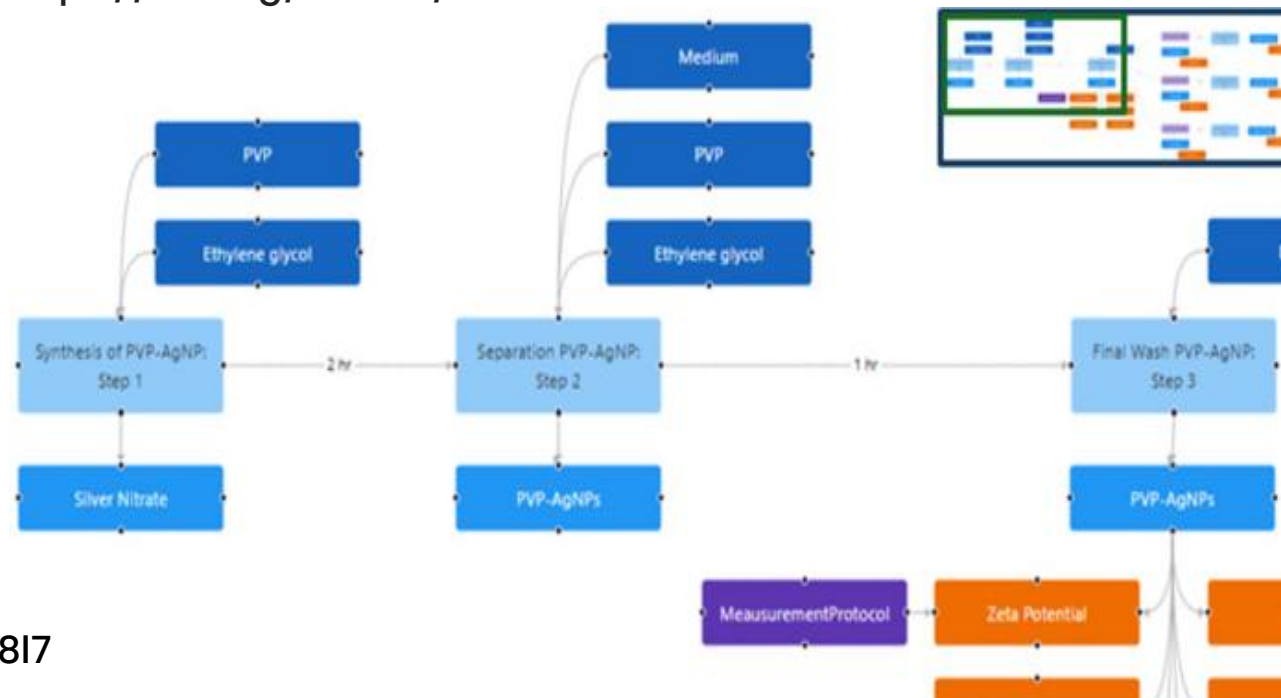 Medium
PVP
PVP
Ethylene glycol
Ethylene glycol
Synthesis of PVP-AgNP:
Step 1
2 hr
Separation PVP-AgNP:
Step 2
1 hr
Final Wash PVP-AgNP:
Step 3
Silver Nitrate
PVP-AgNPs
PVP-AgNPs
MeausurementProtocol
Zeta Potential
8I7